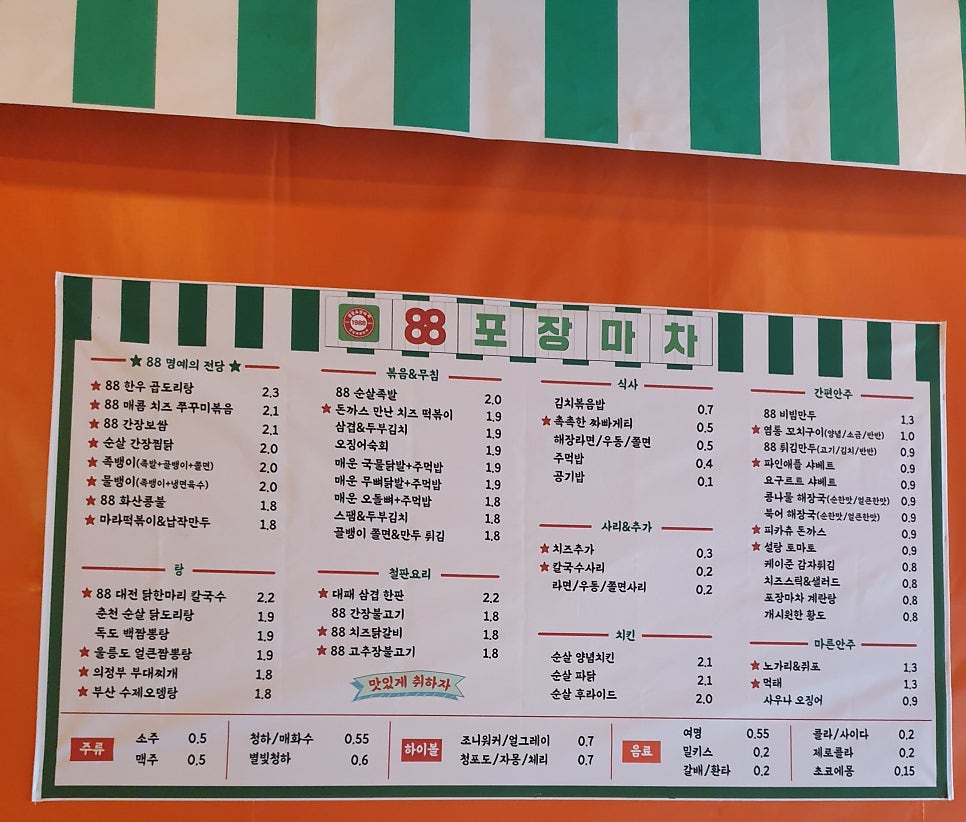 1988
88 포장마차
★ 88 명예의 전당 ★
★ 88 한우 곱도리탕 2.3
★ 88 매콤 치즈 쭈꾸미볶음 2.1
★ 88 간장보쌈 2.1
★ 순살 간장찜닭 2.0
★ 족뱅이(족발+골뱅이+쫄면) 2.0
★ 물뱅이(족뱅이+냉면육수) 2.0
★ 88 화산콩불 1.8
★ 마라떡볶이&납작만두 1.8
탕
★ 88 대전 닭한마리 칼국수 2.2
춘천 순살 닭도리탕 1.9
독도 백짬뽕탕 1.9
★ 울릉도 얼큰짬뽕탕 1.9
★ 의정부 부대찌개 1.8
★ 부산 수제오뎅탕 1.8
볶음&무침
88 순살족발 2.0
★ 돈까스 만난 치즈 떡볶이 1.9
삼겹&두부김치 1.9
오징어숙회 1.9
매운 국물닭발+주먹밥 1.9
매운 무뼈닭발+주먹밥 1.9
매운 오돌뼈+주먹밥 1.8
스팸&두부김치 1.8
골뱅이 쫄면&만두 튀김 1.8
철판요리
★ 대패 삼겹 한판 2.2
88 간장불고기 1.8
★ 88 치즈닭갈비 1.8
★ 88 고추장불고기 1.8
맛있게 취하자
식사
김치볶음밥 0.7
★ 촉촉한 짜빠게티 0.5
해장라면/우동/쫄면 0.5
주먹밥 0.4
공기밥 0.1
사리&추가
★ 치즈추가 0.3
★ 칼국수사리 0.2
라면/우동/쫄면사리 0.2
치킨
순살 양념치킨 2.1
순살 파닭 2.1
순살 후라이드 2.0
간편안주
88 비빔만두 1.3
★ 염통 꼬치구이(양념/소금/반반) 1.0
88 튀김만두(고기/김치/반반) 0.9
★ 파인애플 샤베트 0.9
요구르트 샤베트 0.9
콩나물 해장국(순한맛/얼큰한맛) 0.9
북어 해장국(순한맛/얼큰한맛) 0.9
★ 피카츄 돈까스 0.9
★ 설탕 토마토 0.9
케이준 감자튀김 0.8
치즈스틱&샐러드 0.8
포장마차 계란탕 0.8
개시원한 황도 0.8
마른안주
★ 노가리&쥐포 1.3
★ 먹태 1.3
사우나 오징어 0.9
주류
소주 0.5
맥주 0.5
청하/매화수 0.55
별빛청하 0.6
하이볼
조니워커/얼그레이 0.7
청포도/자몽/체리 0.7
음료
여명 0.55
밀키스 0.2
갈배/환타 0.2
콜라/사이다 0.2
제로콜라 0.2
초코에몽 0.15